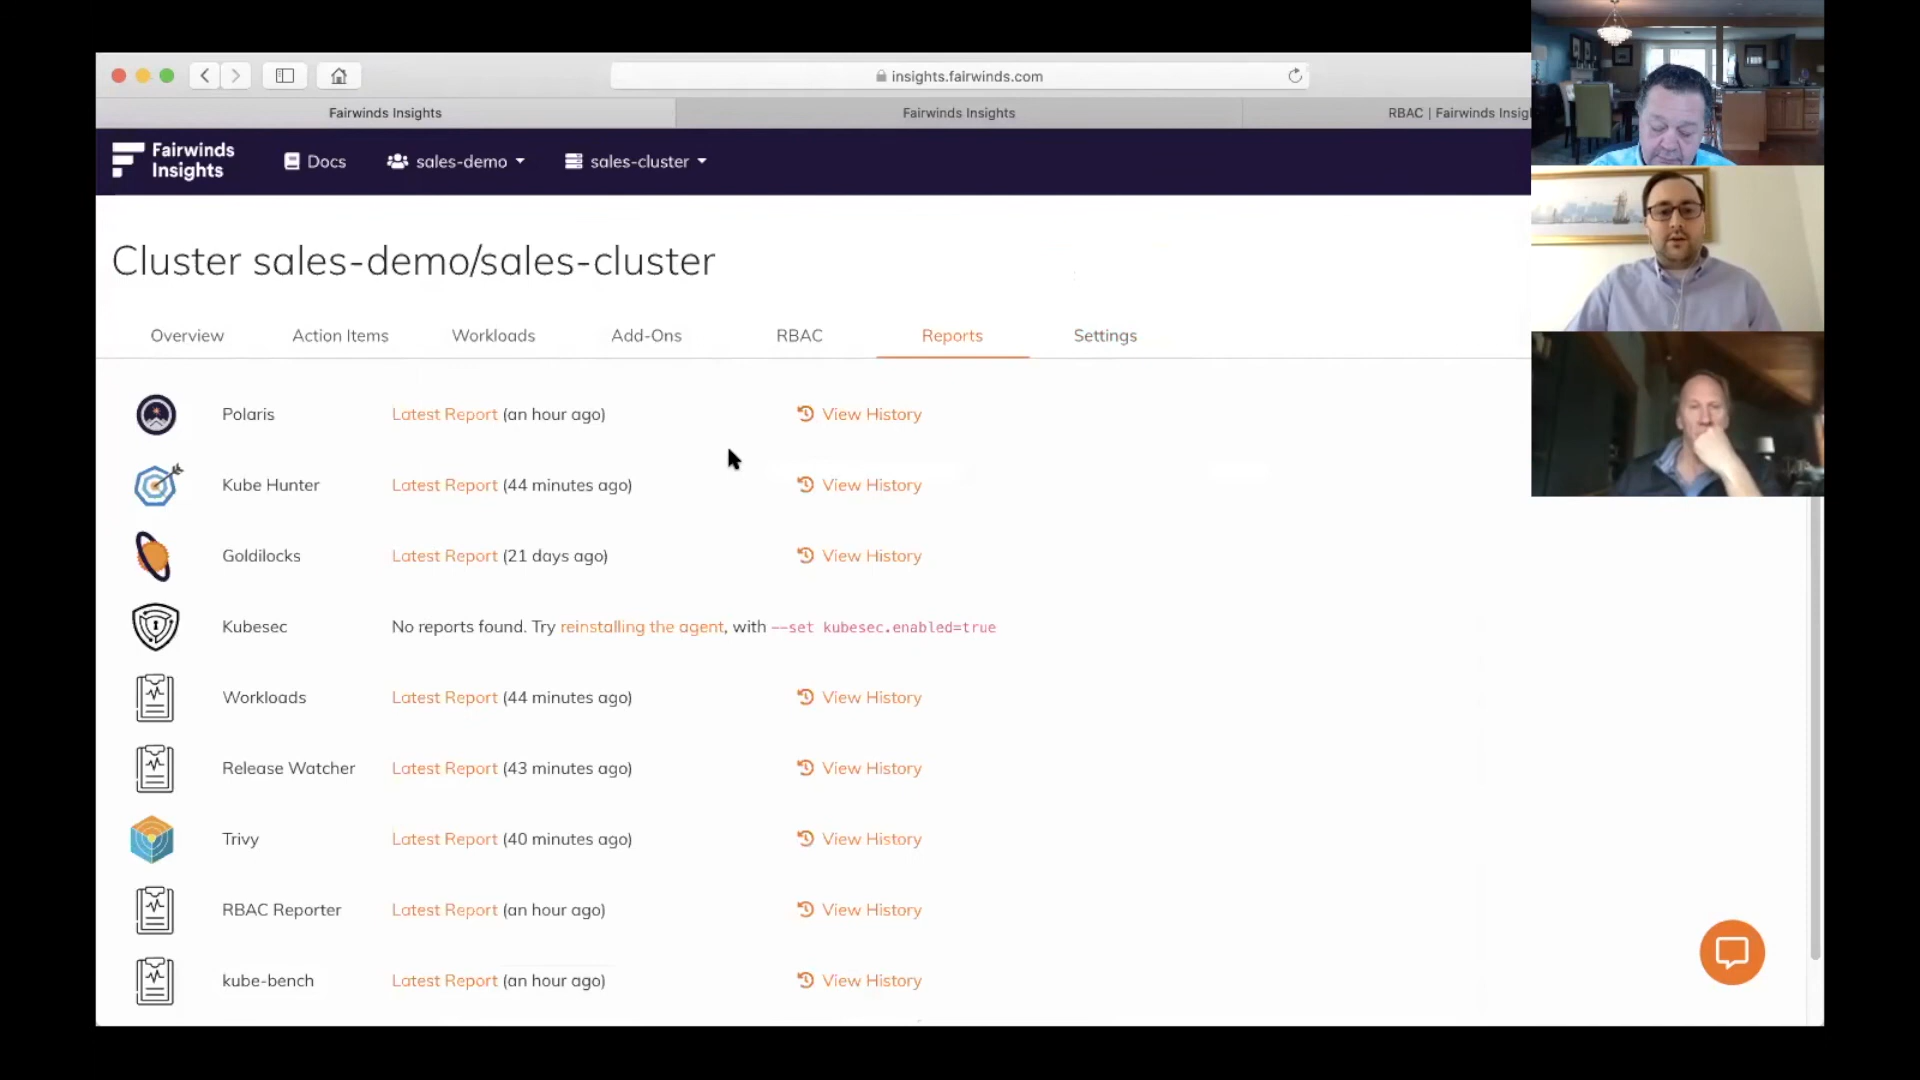 insights.fairwinds.com
Fairwinds Insights
Fairwinds Insights
RBAC | Fairwinds Insig
Fairwinds Insights
Docs
sales-demo
sales-cluster
Cluster sales-demo/sales-cluster
Overview
Action Items
Workloads
Add-Ons
RBAC
Reports
Settings
Polaris Latest Report (an hour ago) View History
Kube Hunter Latest Report (44 minutes ago) View History
Goldilocks Latest Report (21 days ago) View History
Kubesec No reports found. Try reinstalling the agent, with --set kubesec.enabled=true
Workloads Latest Report (44 minutes ago) View History
Release Watcher Latest Report (43 minutes ago) View History
Trivy Latest Report (40 minutes ago) View History
RBAC Reporter Latest Report (an hour ago) View History
kube-bench Latest Report (an hour ago) View History